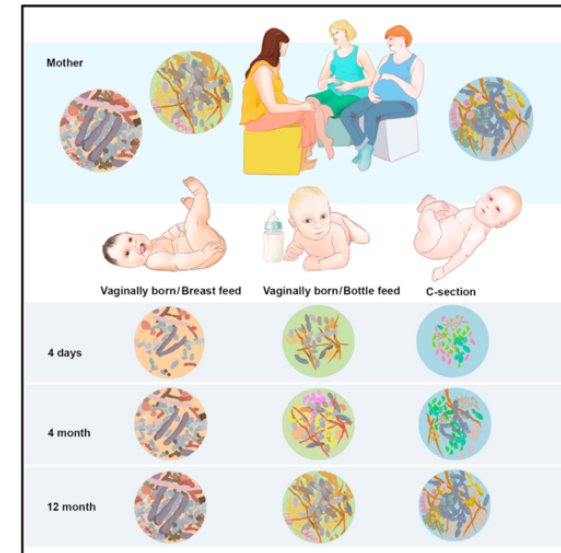 Mother
Vaginally born/Breast feed
Vaginally born/Bottle feed
C-section
4 days
4 month
12 month